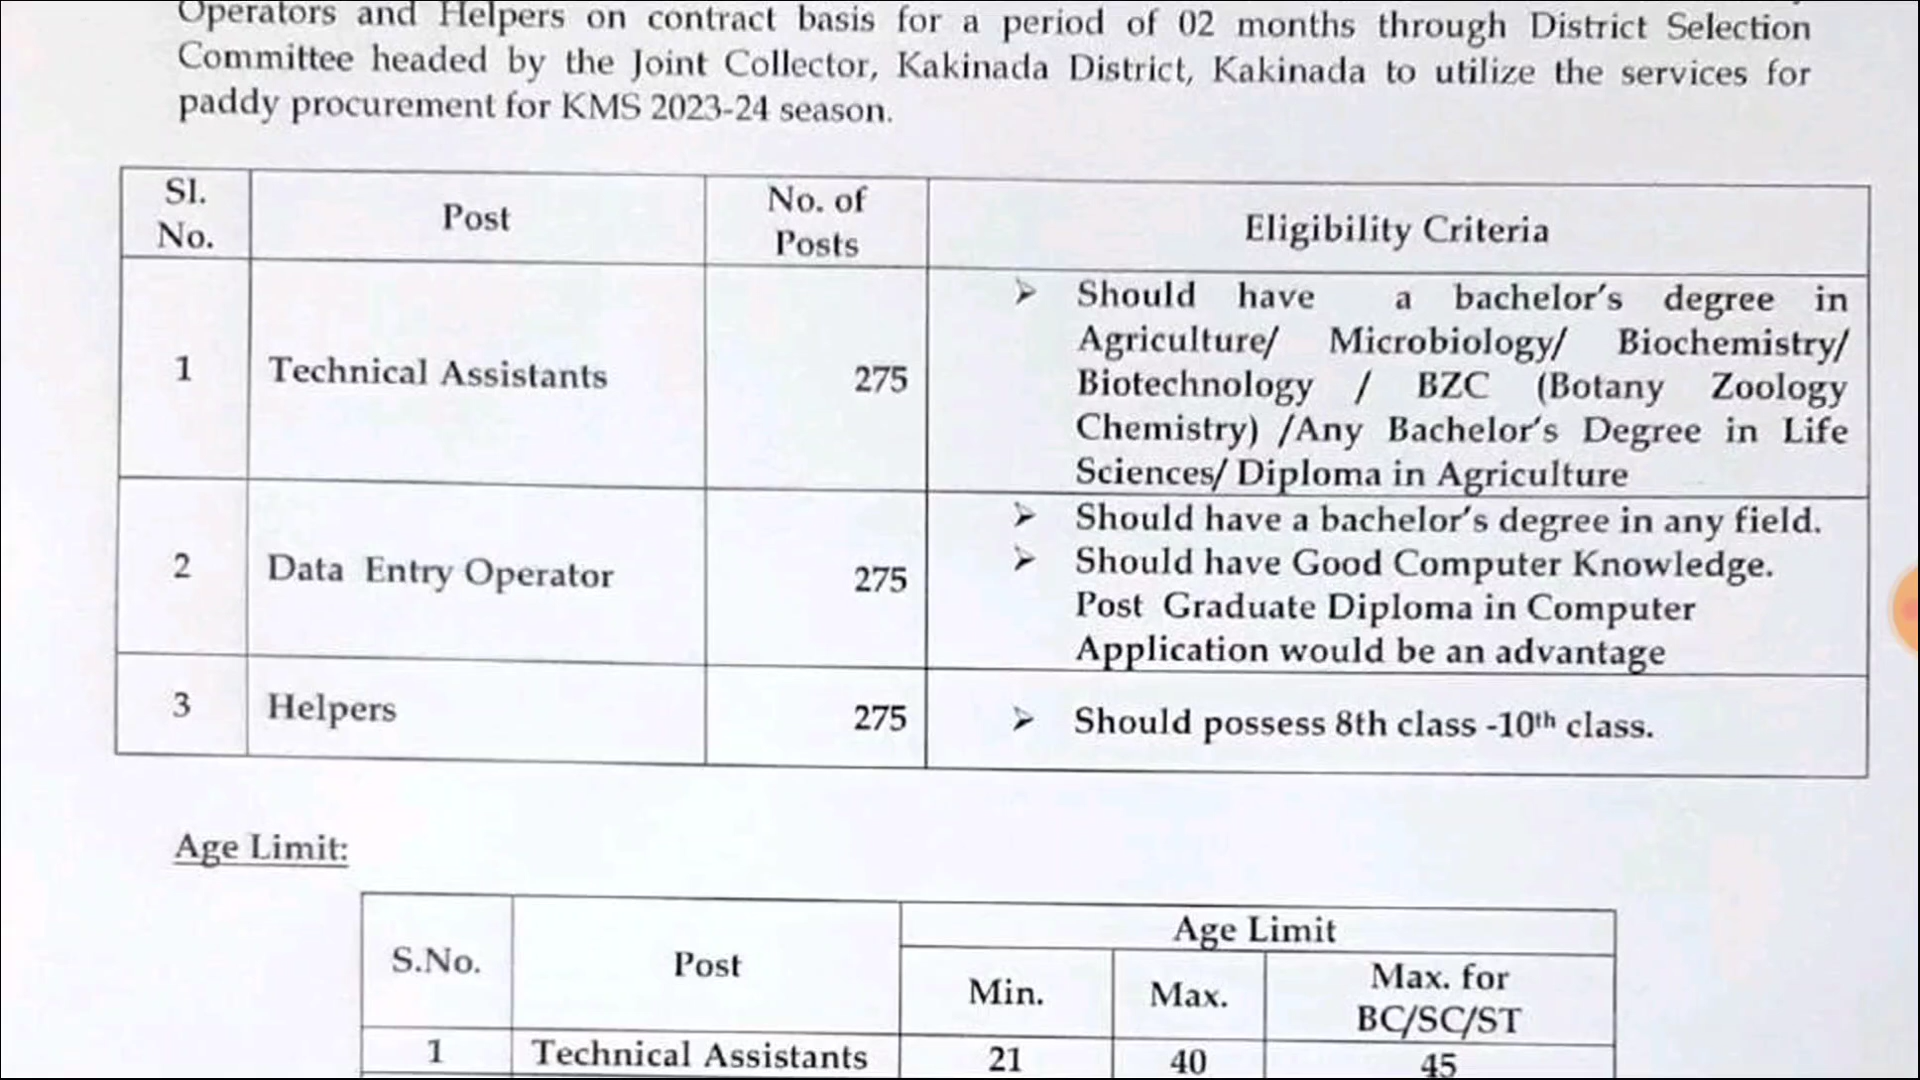 Operators and Helpers on contract basis for a period of 02 months through District Selection
Committee headed by the Joint Collector, Kakinada District, Kakinada to utilize the services for
paddy procurement for KMS 2023-24 season.
Sl.
No.
Post
No. of
Posts
Eligibility Criteria
1
Technical Assistants
275
➢ Should have a bachelor's degree in
Agriculture/ Microbiology/ Biochemistry/
Biotechnology / BZC (Botany Zoology
Chemistry) /Any Bachelor's Degree in Life
Sciences/ Diploma in Agriculture
2
Data Entry Operator
275
➢ Should have a bachelor's degree in any field.
➢ Should have Good Computer Knowledge.
Post Graduate Diploma in Computer
Application would be an advantage
3
Helpers
275
➢ Should possess 8th class -10th class.
Age Limit:
S.No.
Post
Age Limit
Min.
Max.
Max. for
BC/SC/ST
1
Technical Assistants
21
40
45